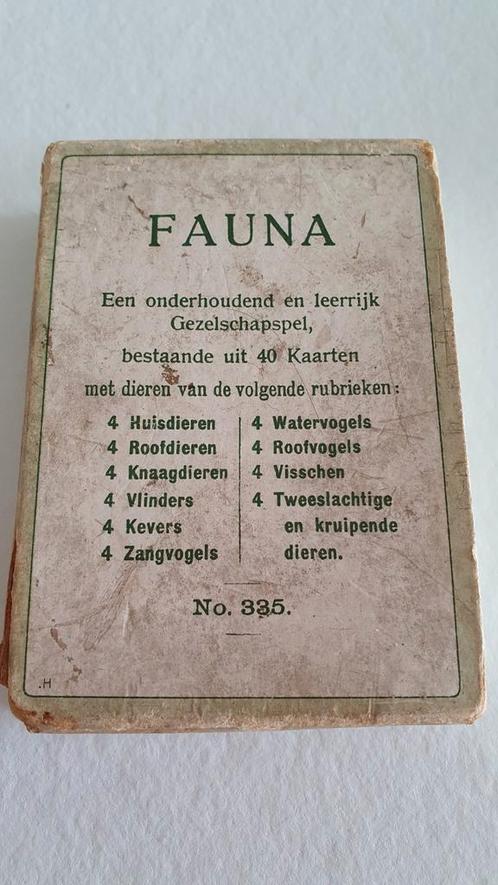 FAUNA
Een onderhoudend en leerrijk
Gezelschapspel,
bestaande uit 40 Kaarten
met dieren van de volgende rubrieken:
4 Huisdieren
4 Roofdieren
4 Knaagdieren
4 Vlinders
4 Kevers
4 Zangvogels
4 Watervogels
4 Roofvogels
4 Visschen
4 Tweeslachtige
en kruipende
dieren.
No. 335.
.H